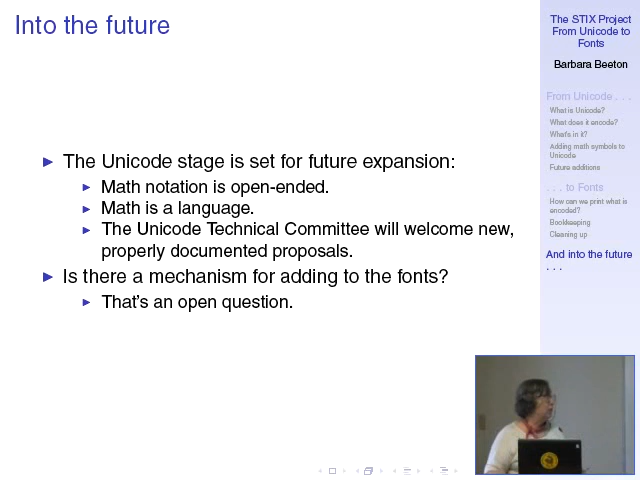 Into the future
The Unicode stage is set for future expansion:
Math notation is open-ended.
Math is a language.
The Unicode Technical Committee will welcome new,
properly documented proposals.
Is there a mechanism for adding to the fonts?
That's an open question.
The STIX Project
From Unicode to
Fonts
Barbara Beeton
From Unicode . . .
What is Unicode?
What does it encode?
What's in it?
Adding math symbols to
Unicode
Future additions
. . . to Fonts
How can we print what is
encoded?
Bookkeeping
Cleaning up
And into the future
. . .